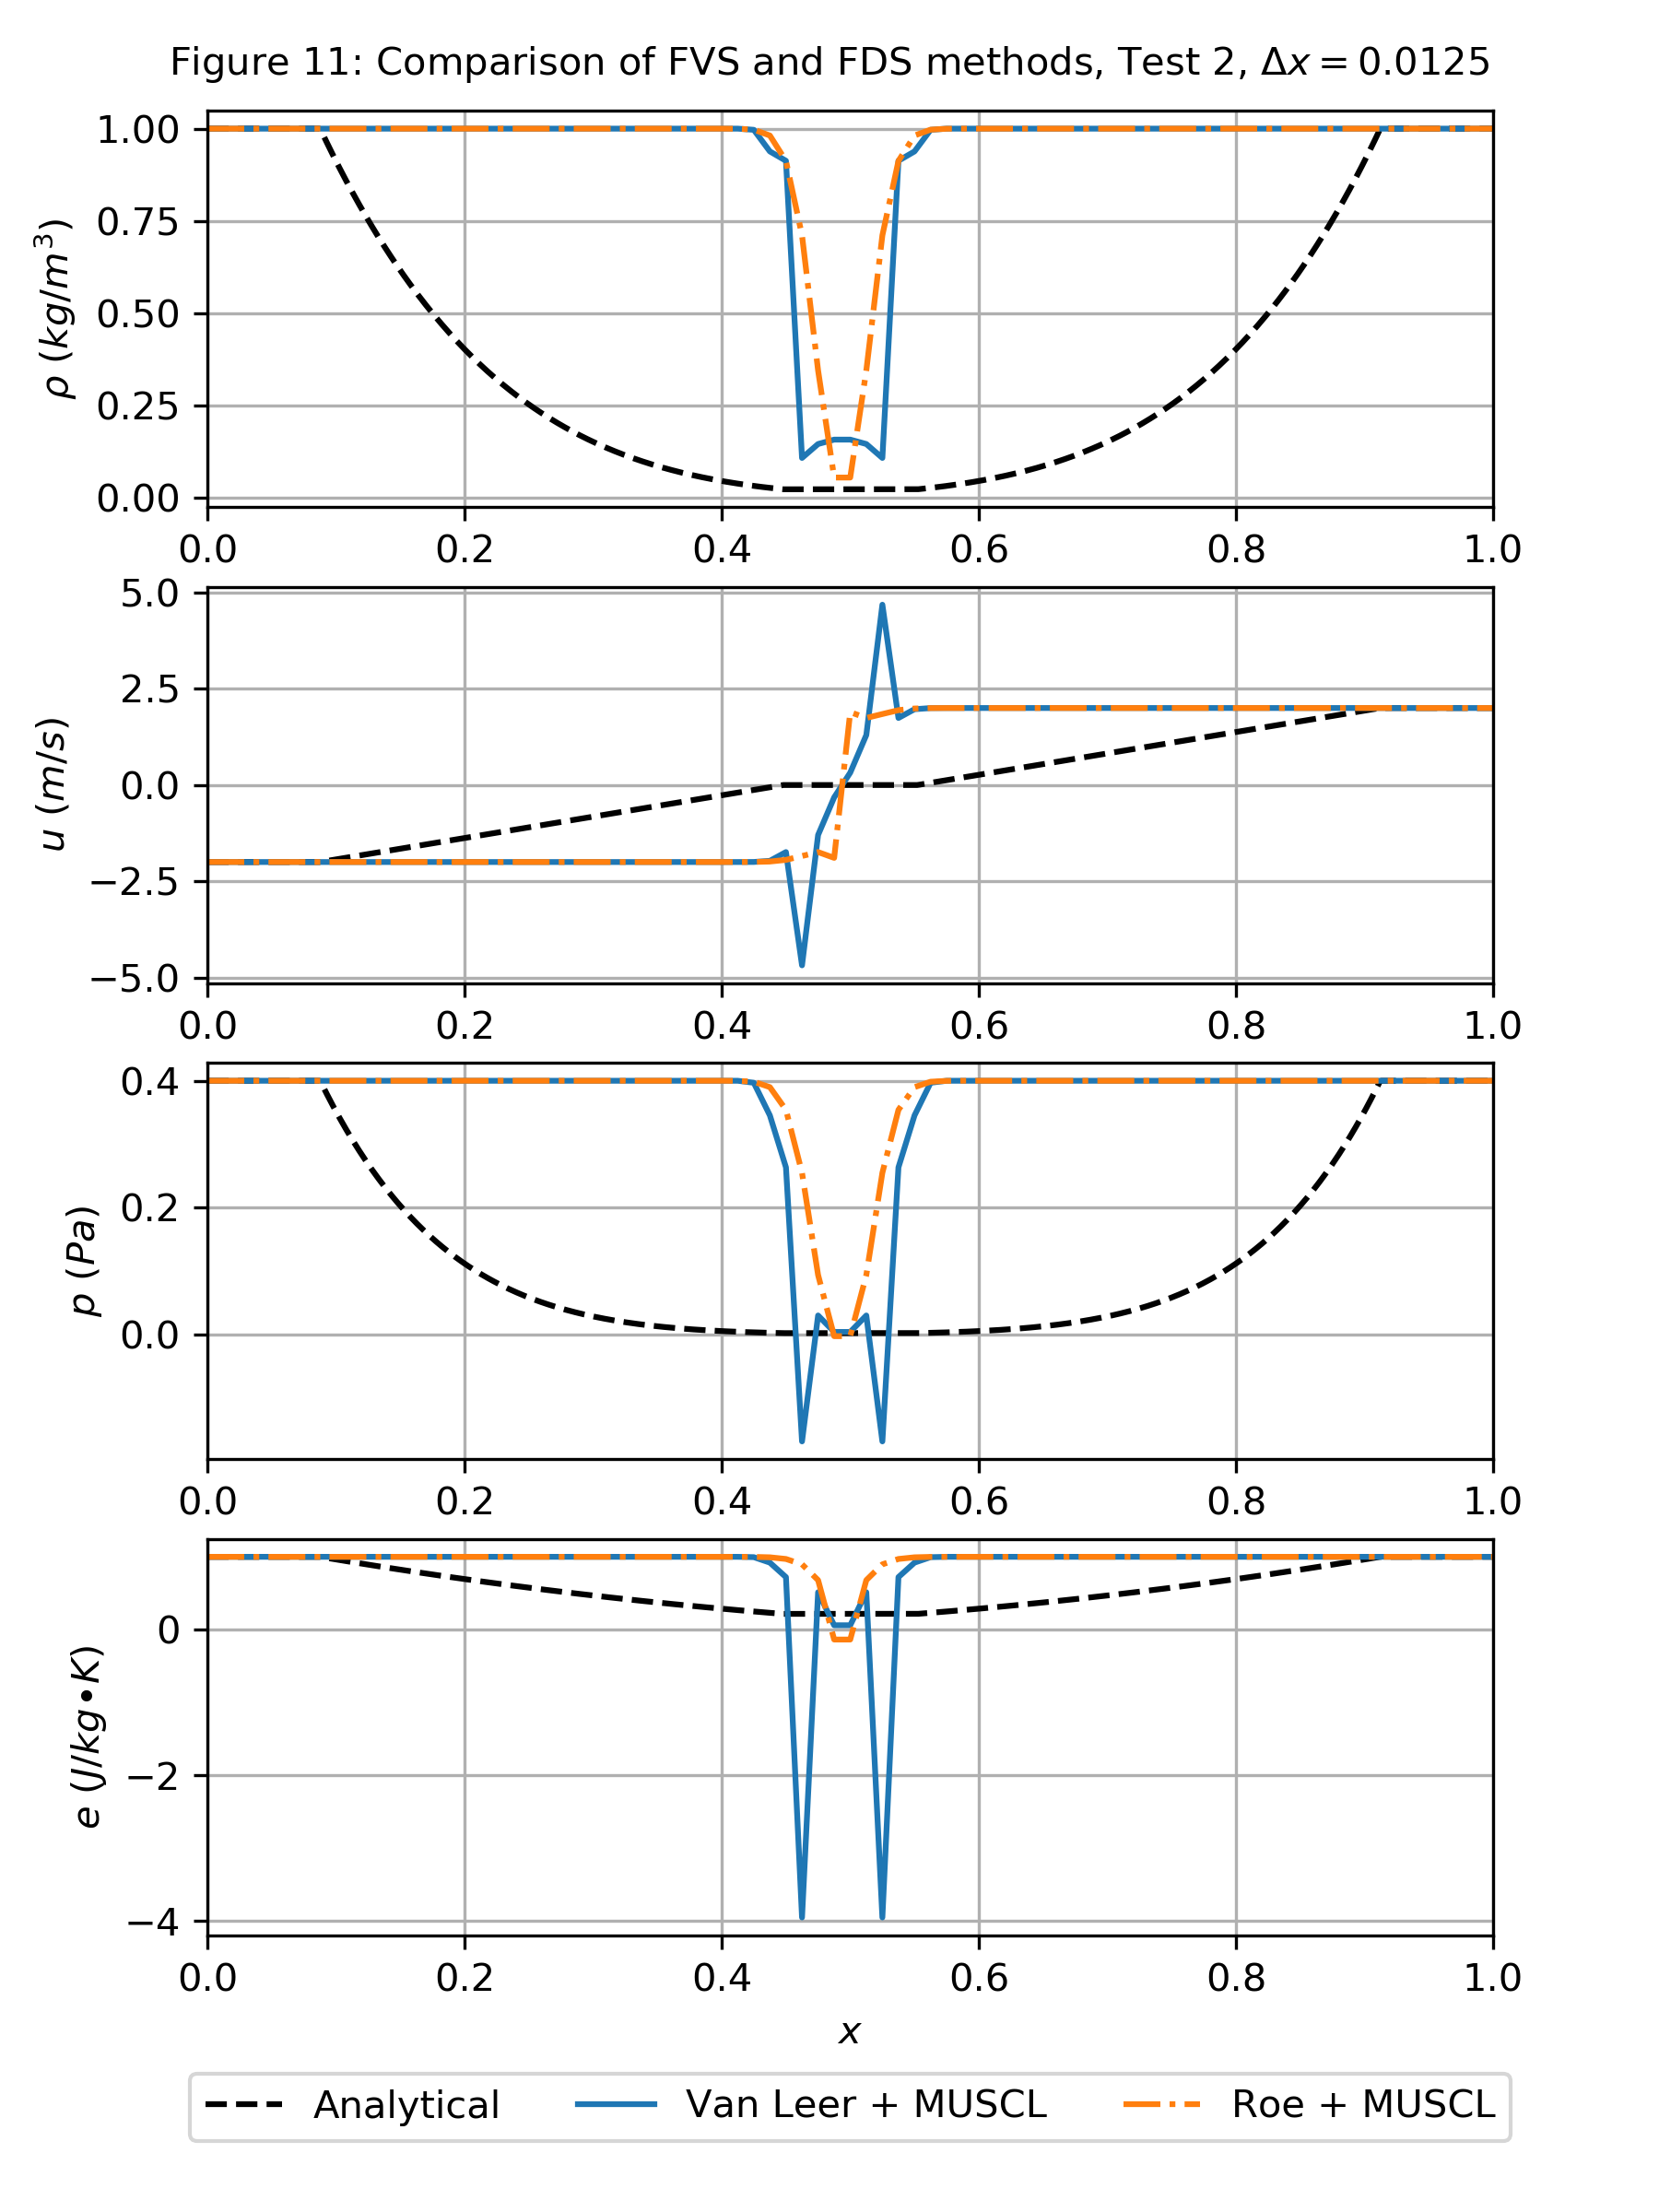 Figure 11: Comparison of FVS and FDS methods, Test 2, Δx = 0.0125
ρ (kg/m³)
1.00
0.75
0.50
0.25
0.00
0.0 0.2 0.4 0.6 0.8 1.0
u (m/s)
5.0
2.5
0.0
−2.5
−5.0
0.0 0.2 0.4 0.6 0.8 1.0
p (Pa)
0.4
0.2
0.0
0.0 0.2 0.4 0.6 0.8 1.0
e (J/kg•K)
0
−2
−4
0.0 0.2 0.4 0.6 0.8 1.0
x
Analytical Van Leer + MUSCL Roe + MUSCL